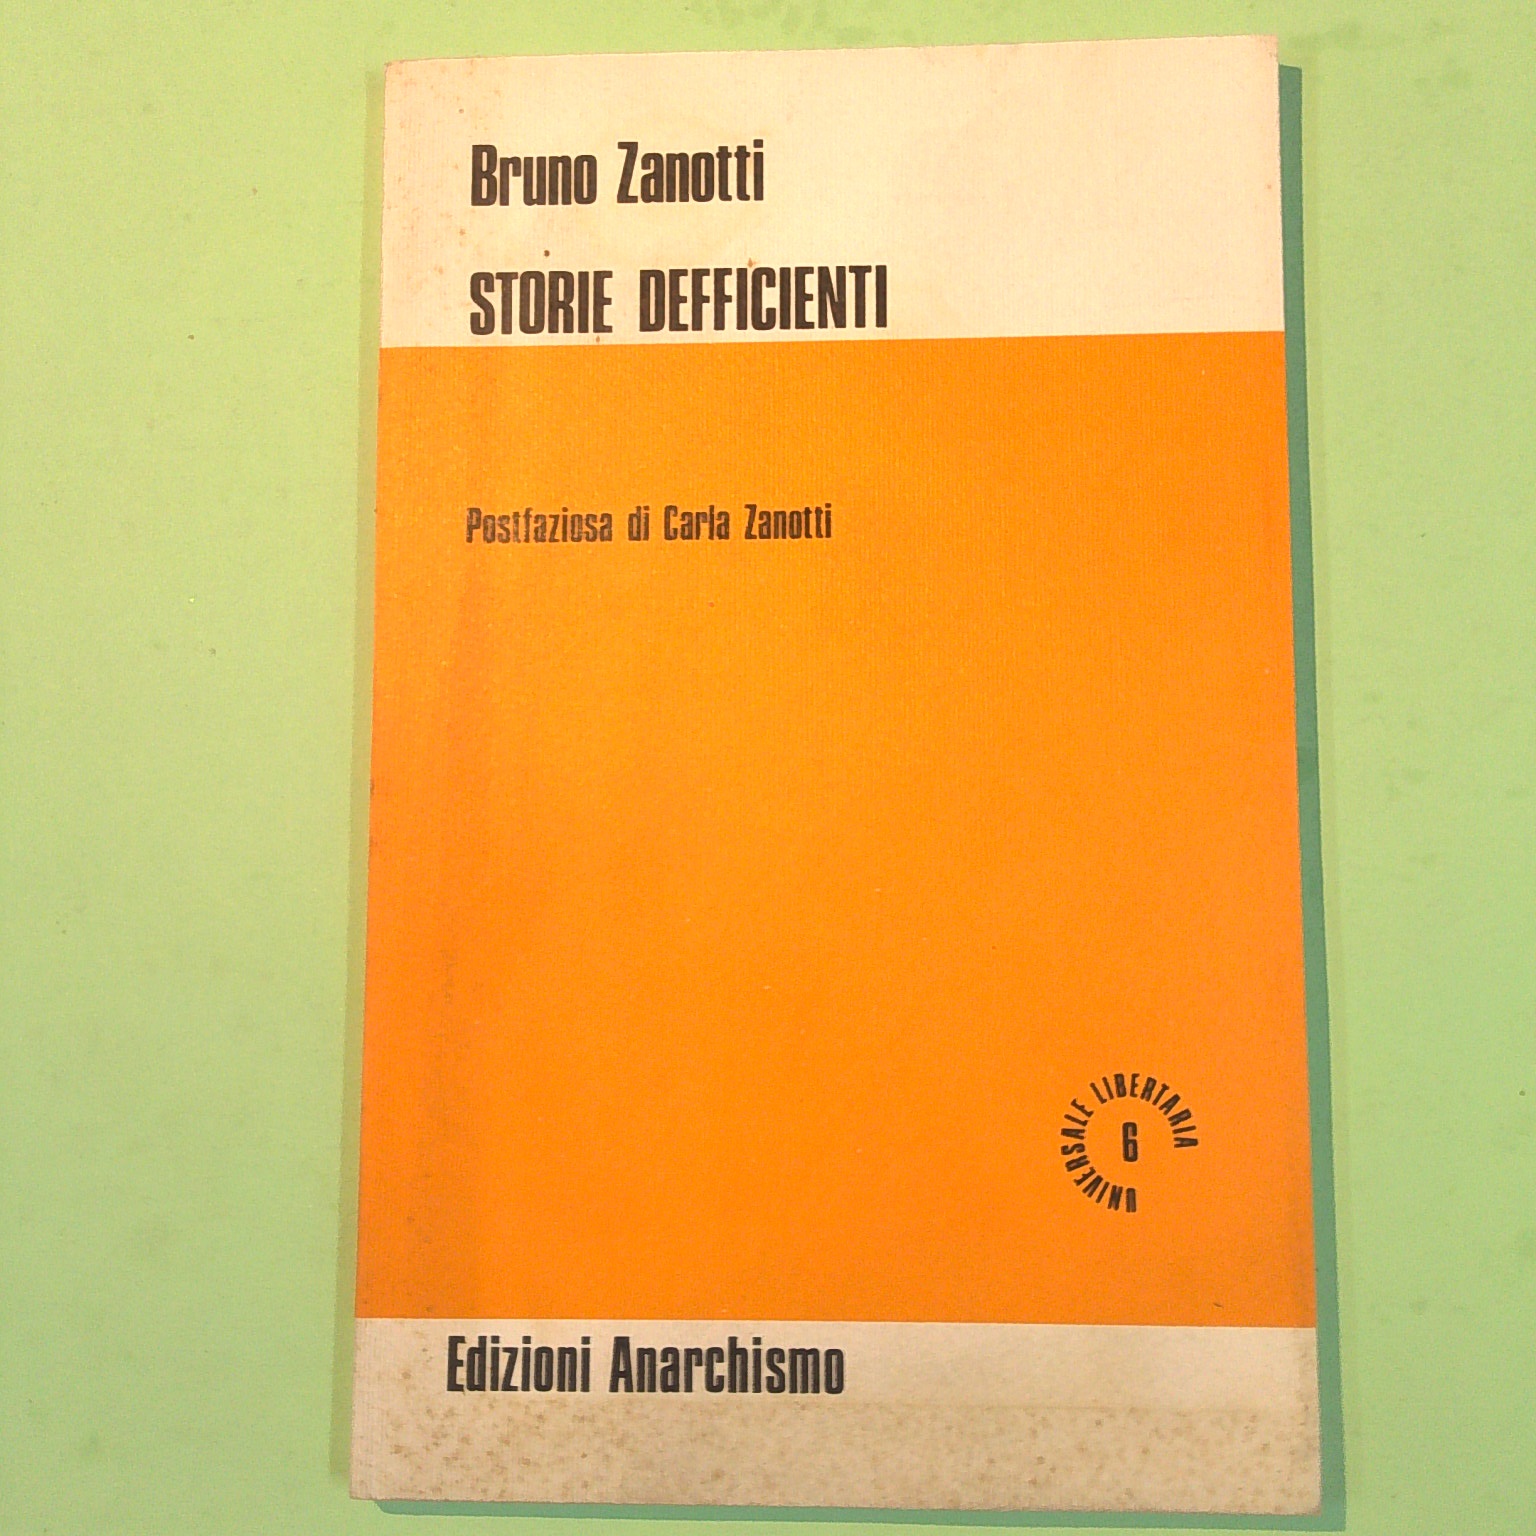 Bruno Zanotti
STORIE DEFFICIENTI
Postfaziosa di Carla Zanotti
UNIVERSALE LIBERTARIA
6
Edizioni Anarchismo